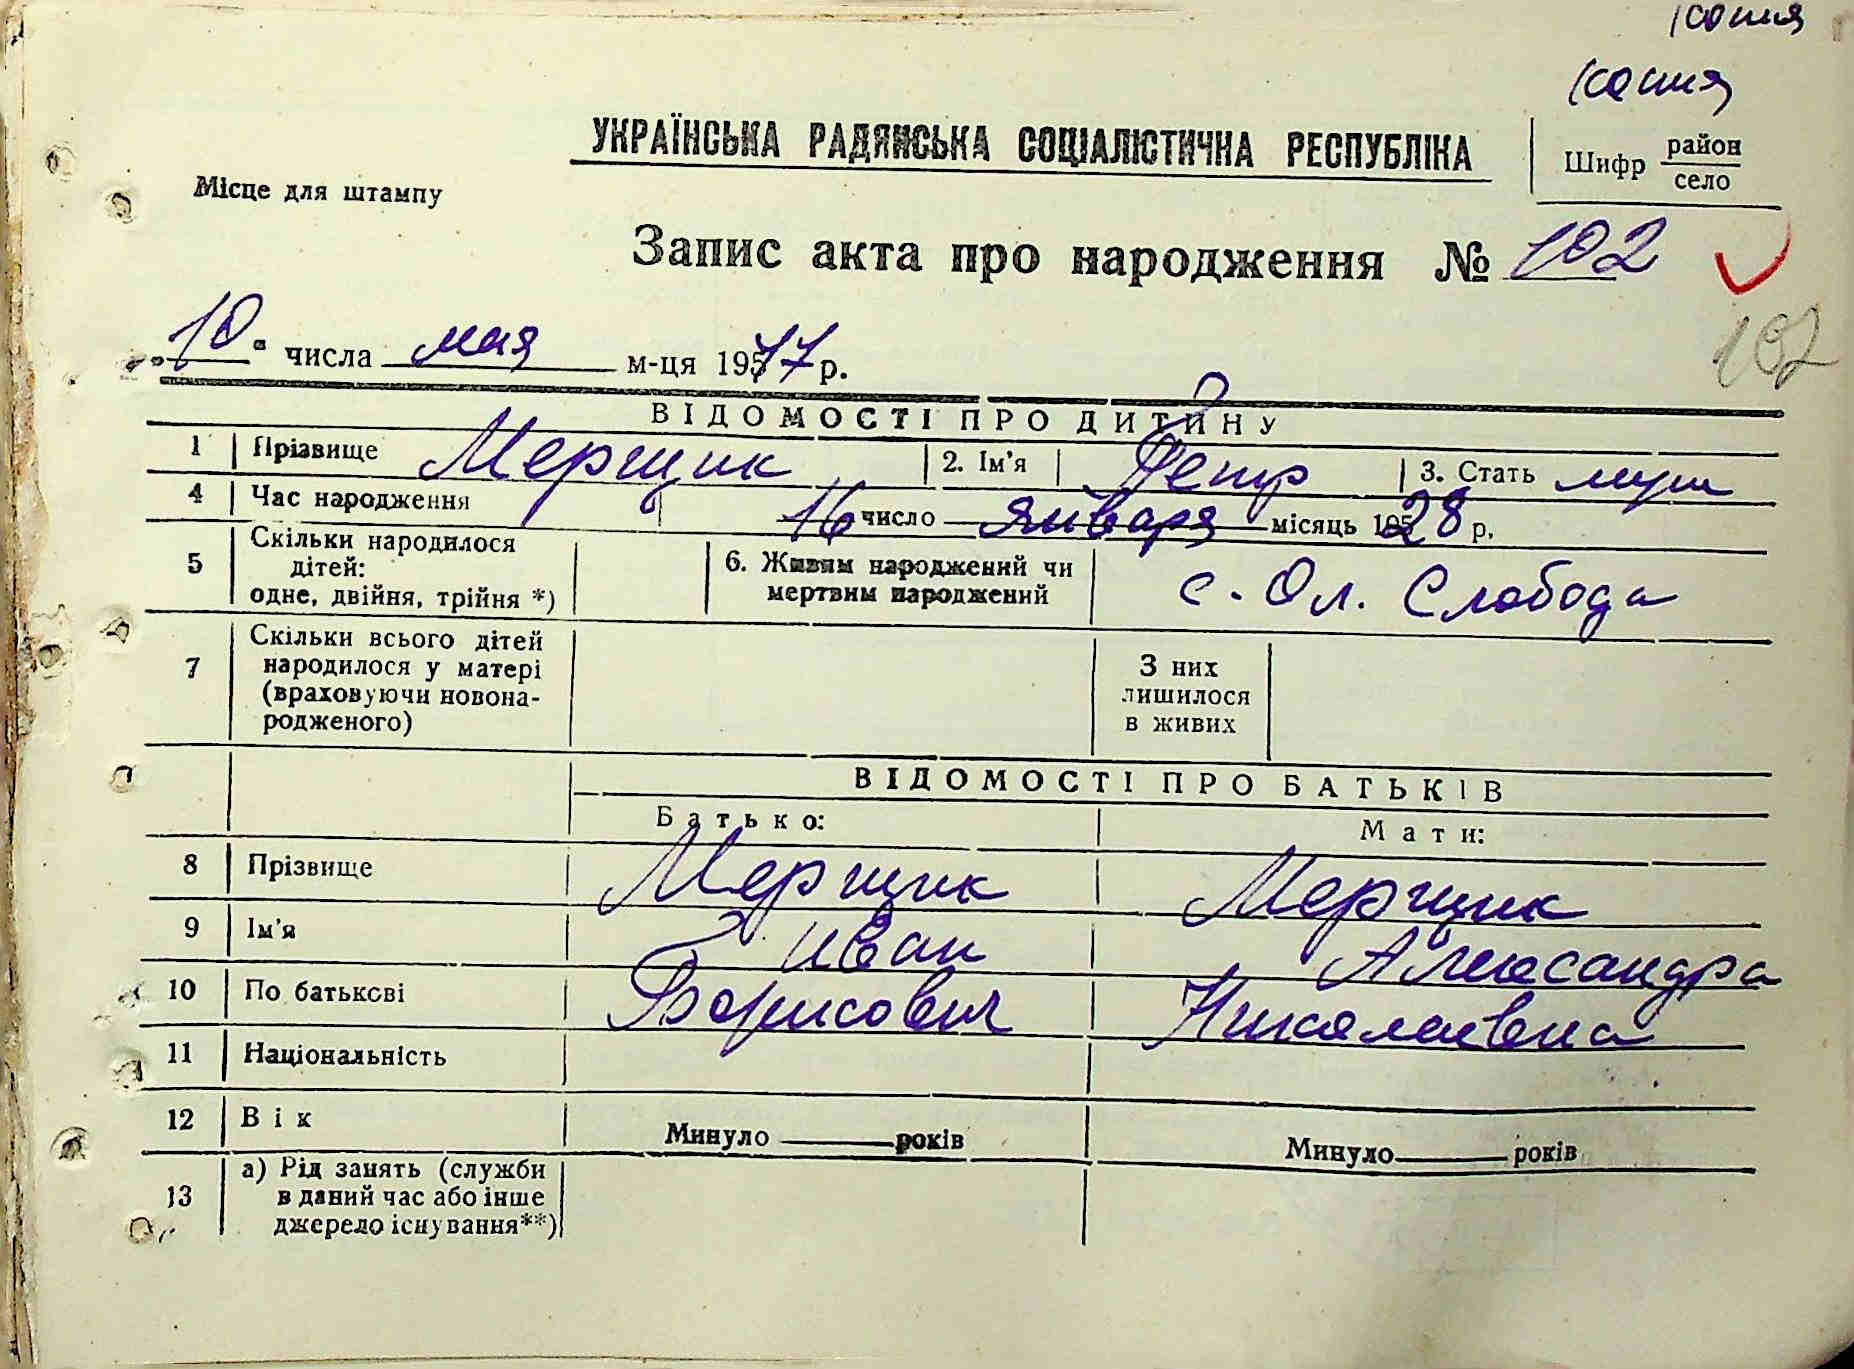 копия
копия
УКРАЇНСЬКА РАДЯНСЬКА СОЦІАЛІСТИЧНА РЕСПУБЛІКА
Шифр район
село
Місце для штампу
Запис акта про народження № 102
102
„10“ числа мая м-ця 1977 р.
ВІДОМОСТІ ПРО ДИТИНУ
1 Прізвище Мерщик 2. Ім'я Петр 3. Стать муж
4 Час народження 16 число января місяць 1928 р.
5 Скільки народилося дітей: одне, двійня, трійня *) 6. Живим народжений чи мертвим народжений с. Ол. Слобода
7 Скільки всього дітей народилося у матері (враховуючи новонародженого) З них лишилося в живих
ВІДОМОСТІ ПРО БАТЬКІВ
Батько: Мати:
8 Прізвище Мерщик Мерщик
9 Ім'я Иван Александра
10 По батькові Борисович Николаевна
11 Національність
12 Вік Минуло років Минуло років
13 а) Рід занять (служби в даний час або інше джерело існування**)